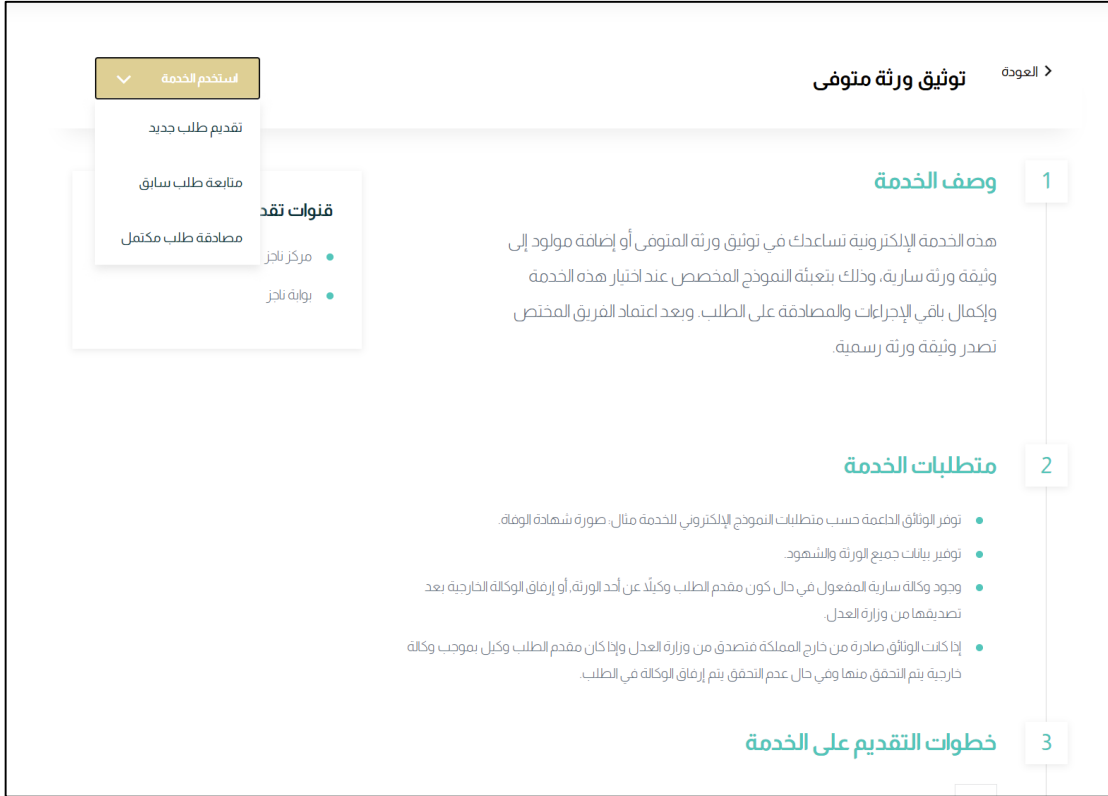 العودة
توثيق ورثة متوفى
استخدم الخدمة
تقديم طلب جديد
متابعة طلب سابق
مصادقة طلب مكتمل
1
وصف الخدمة
هذه الخدمة الإلكترونية تساعدك في توثيق ورثة المتوفى أو إضافة مولود إلى
وثيقة ورثة سارية، وذلك بتعبئة النموذج المخصص عند اختيار هذه الخدمة
وإكمال باقي الإجراءات والمصادقة على الطلب. وبعد اعتماد الفريق المختص
تصدر وثيقة ورثة رسمية.
قنوات تقد
مركز ناجز
بوابة ناجز
2
متطلبات الخدمة
توفر الوثائق الداعمة حسب متطلبات النموذج الإلكتروني للخدمة مثال: صورة شهادة الوفاة.
توفير بيانات جميع الورثة والشهود.
وجود وكالة سارية المفعول في حال كون مقدم الطلب وكيلًا عن أحد الورثة, أو إرفاق الوكالة الخارجية بعد
تصديقها من وزارة العدل.
إذا كانت الوثائق صادرة من خارج المملكة فتصدق من وزارة العدل وإذا كان مقدم الطلب وكيل بموجب وكالة
خارجية يتم التحقق منها وفي حال عدم التحقق يتم إرفاق الوكالة في الطلب.
3
خطوات التقديم على الخدمة